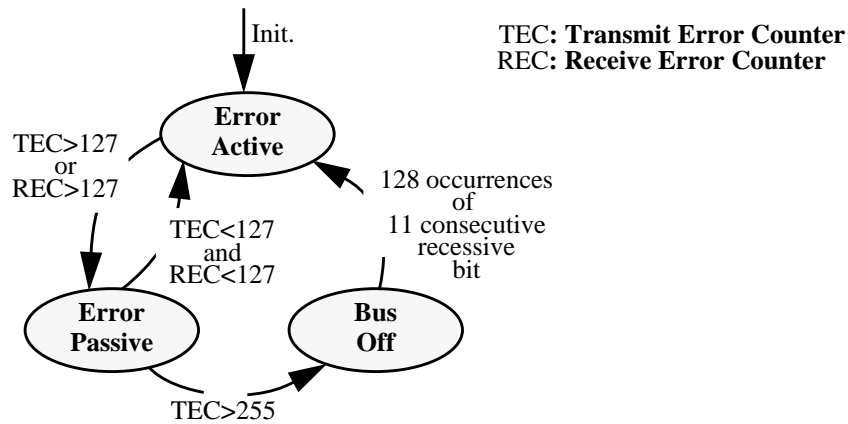 Init.
TEC: Transmit Error Counter
REC: Receive Error Counter
Error
Active
TEC>127
or
REC>127
128 occurrences
of
11 consecutive
recessive
bit
TEC<127
and
REC<127
Error
Passive
Bus
Off
TEC>255